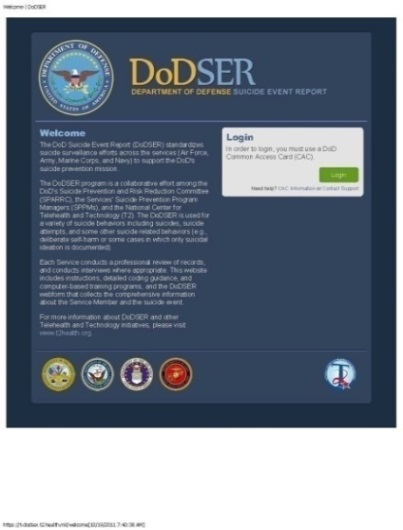 Welcome | DoDSER
DoDSER
DEPARTMENT OF DEFENSE SUICIDE EVENT REPORT
Welcome
The DoD Suicide Event Report (DoDSER) standardizes
suicide surveillance efforts across the services (Air Force,
Army, Marine Corps, and Navy) to support the DoD's
suicide prevention mission.
The DoDSER program is a collaborative effort among the
DoD's Suicide Prevention and Risk Reduction Committee
(SPARRC), the Services' Suicide Prevention Program
Managers (SPPMs), and the National Center for
Telehealth and Technology (T2). The DoDSER is used for
a variety of suicide behaviors including suicides, suicide
attempts, and some other suicide related behaviors (e.g.,
deliberate self-harm or some cases in which only suicidal
ideation is documented).
Each Service conducts a professional review of records,
and conducts interviews where appropriate. This website
includes instructions, detailed coding guidance, and
computer-based training programs, and the DoDSER
webform that collects the comprehensive information
about the Service Member and the suicide event.
For more information about DoDSER and other
Telehealth and Technology initiatives, please visit
www.t2health.org.
Login
In order to login, you must use a DoD
Common Access Card (CAC).
Login
Need help? CAC Information or Contact Support
DEPARTMENT OF DEFENSE
UNITED STATES OF AMERICA